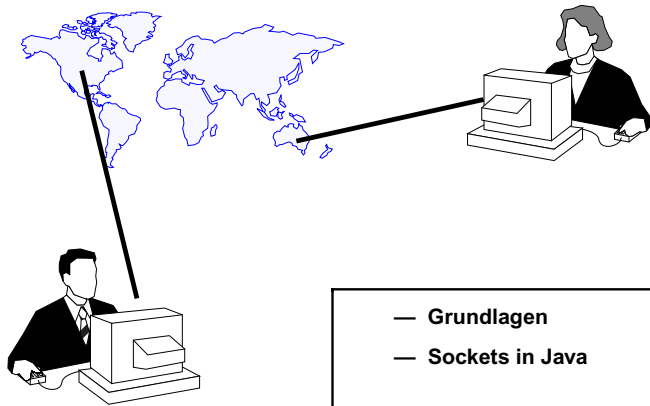 — Grundlagen
— Sockets in Java